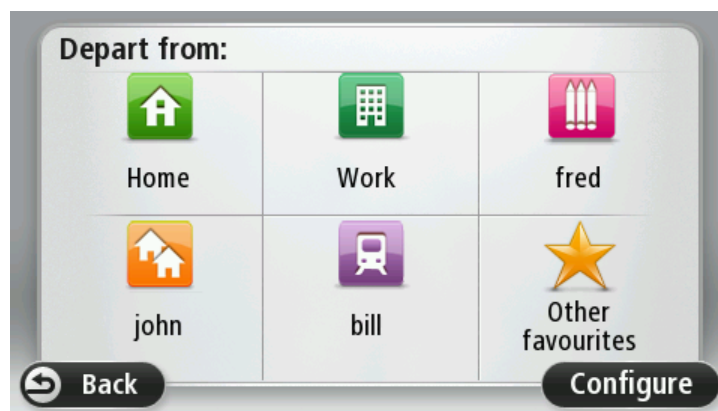 Depart from:
Home
Work
fred
john
bill
Other
favourites
Back
Configure